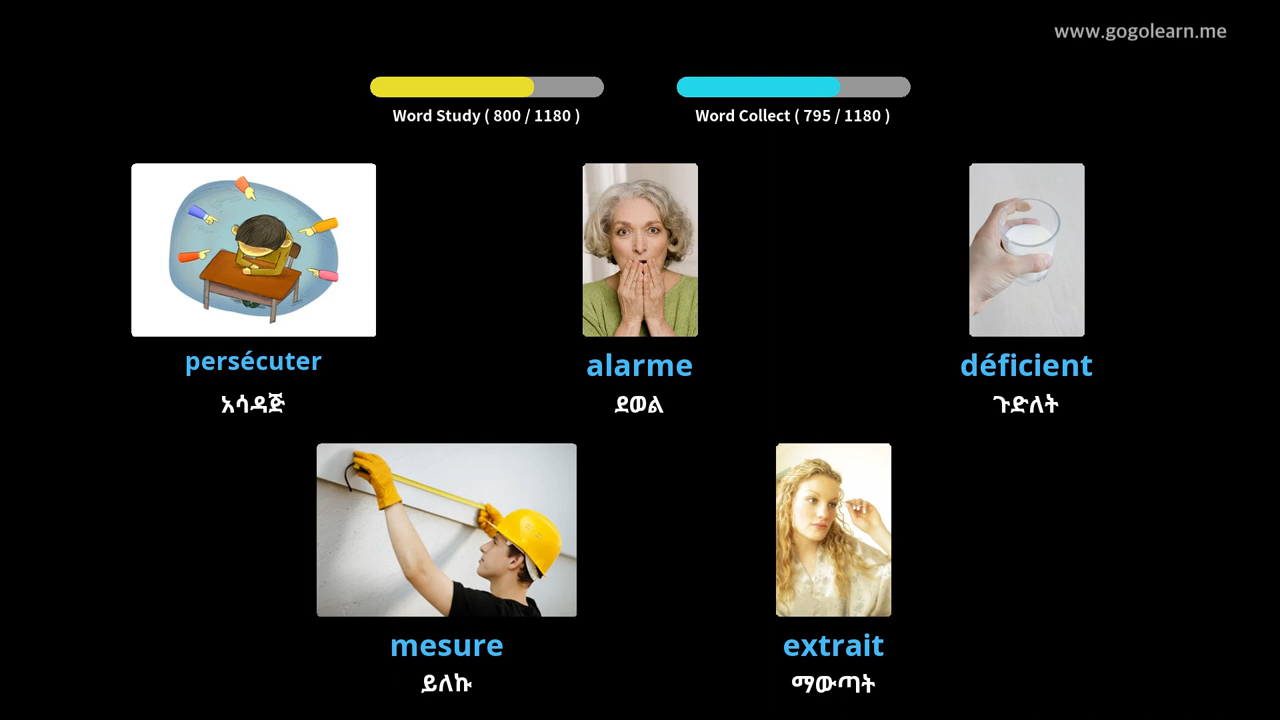 www.gogolearn.me
Word Study ( 800 / 1180 )
Word Collect ( 795 / 1180 )
persécuter
alarme
déficient
አሳዳጅ
ደወል
ጉድለት
mesure
extrait
ይለኩ
ማውጣት